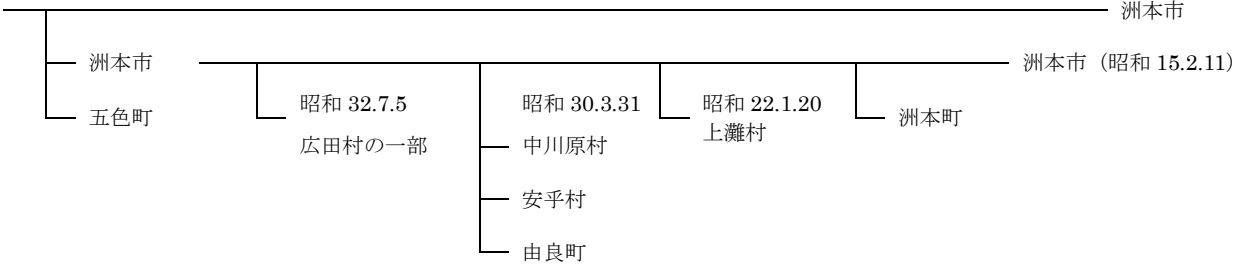 洲本市
洲本市
洲本市（昭和 15.2.11）
五色町
昭和 32.7.5
広田村の一部
昭和 30.3.31
中川原村
安乎村
由良町
昭和 22.1.20
上灘村
洲本町